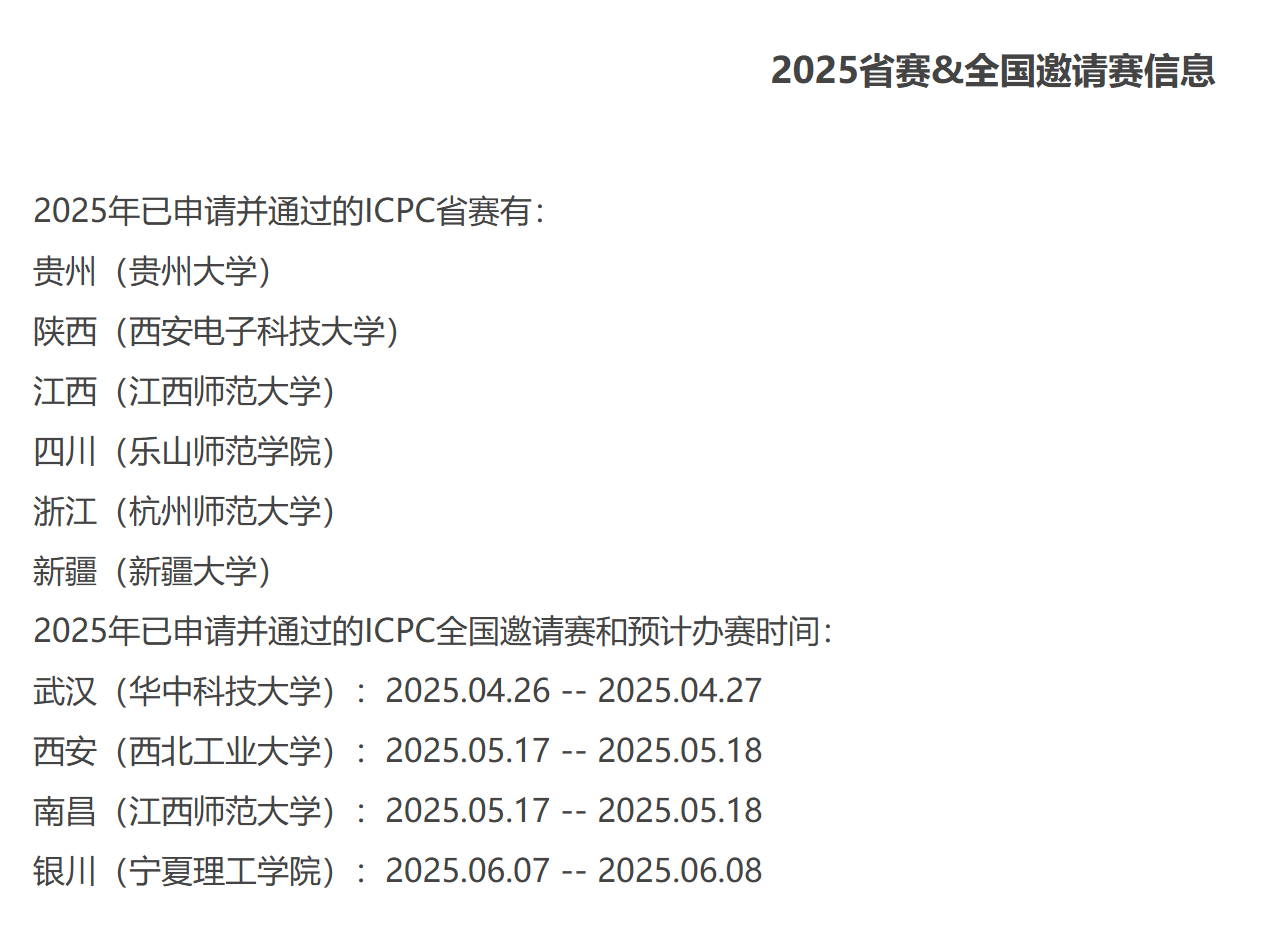 2025省赛&全国邀请赛信息
2025年已申请并通过的ICPC省赛有：
贵州（贵州大学）
陕西（西安电子科技大学）
江西（江西师范大学）
四川（乐山师范学院）
浙江（杭州师范大学）
新疆（新疆大学）
2025年已申请并通过的ICPC全国邀请赛和预计办赛时间：
武汉（华中科技大学）：2025.04.26 -- 2025.04.27
西安（西北工业大学）：2025.05.17 -- 2025.05.18
南昌（江西师范大学）：2025.05.17 -- 2025.05.18
银川（宁夏理工学院）：2025.06.07 -- 2025.06.08